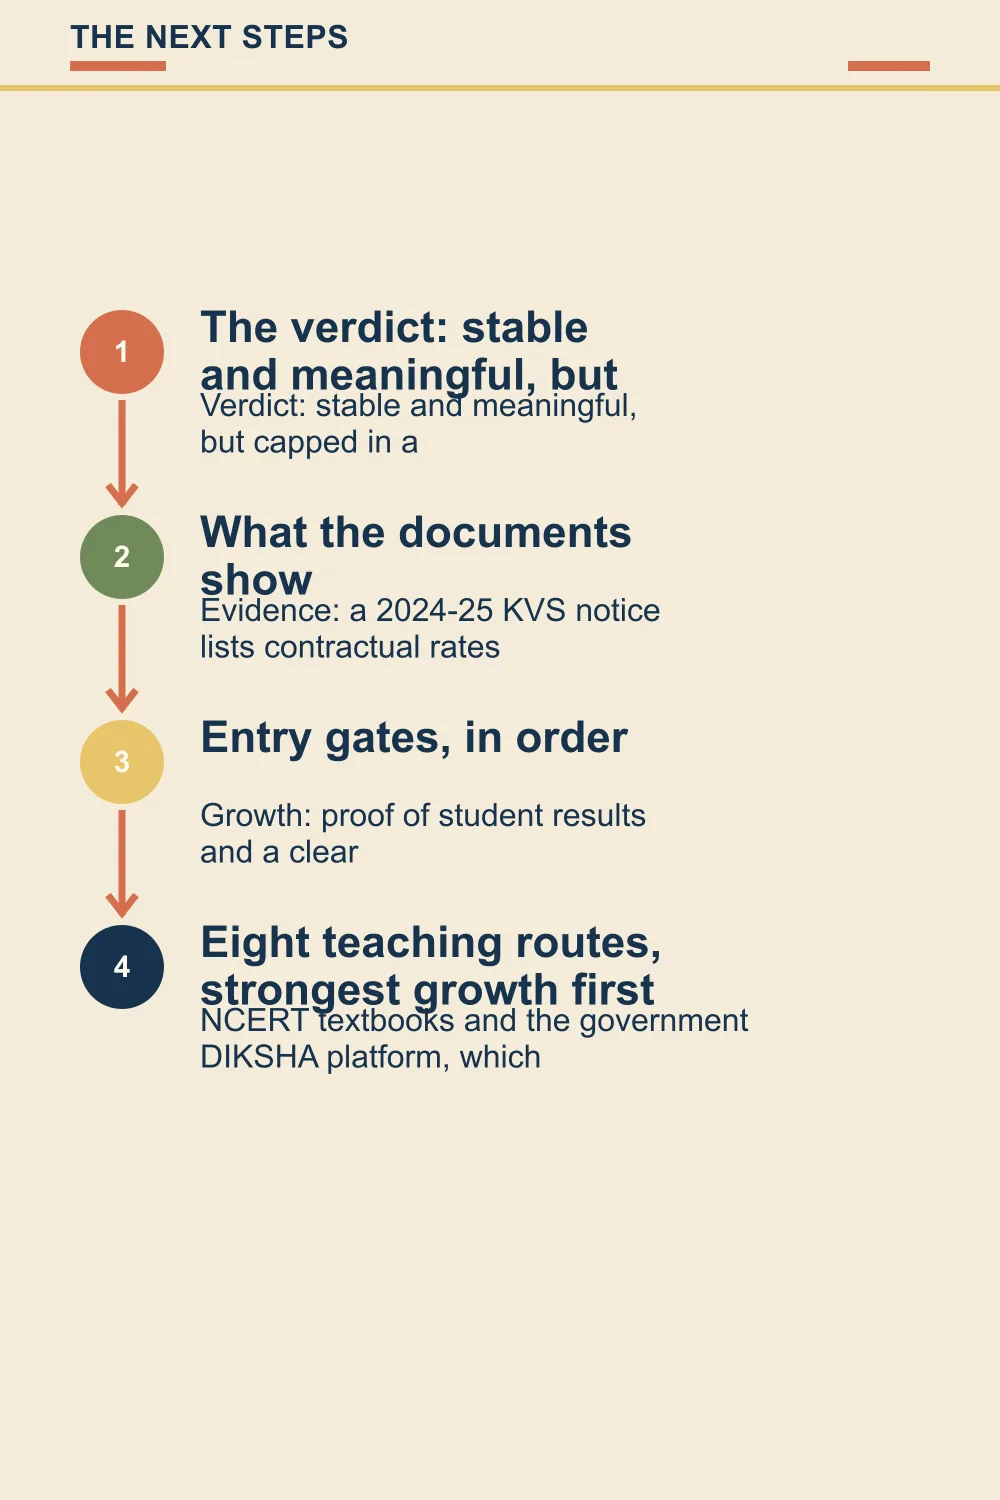 THE NEXT STEPS
1
The verdict: stable
and meaningful, but
Verdict: stable and meaningful,
but capped in a
2
What the documents
show
Evidence: a 2024-25 KVS notice
lists contractual rates
3
Entry gates, in order
Growth: proof of student results
and a clear
4
Eight teaching routes,
strongest growth first
NCERT textbooks and the government
DIKSHA platform, which